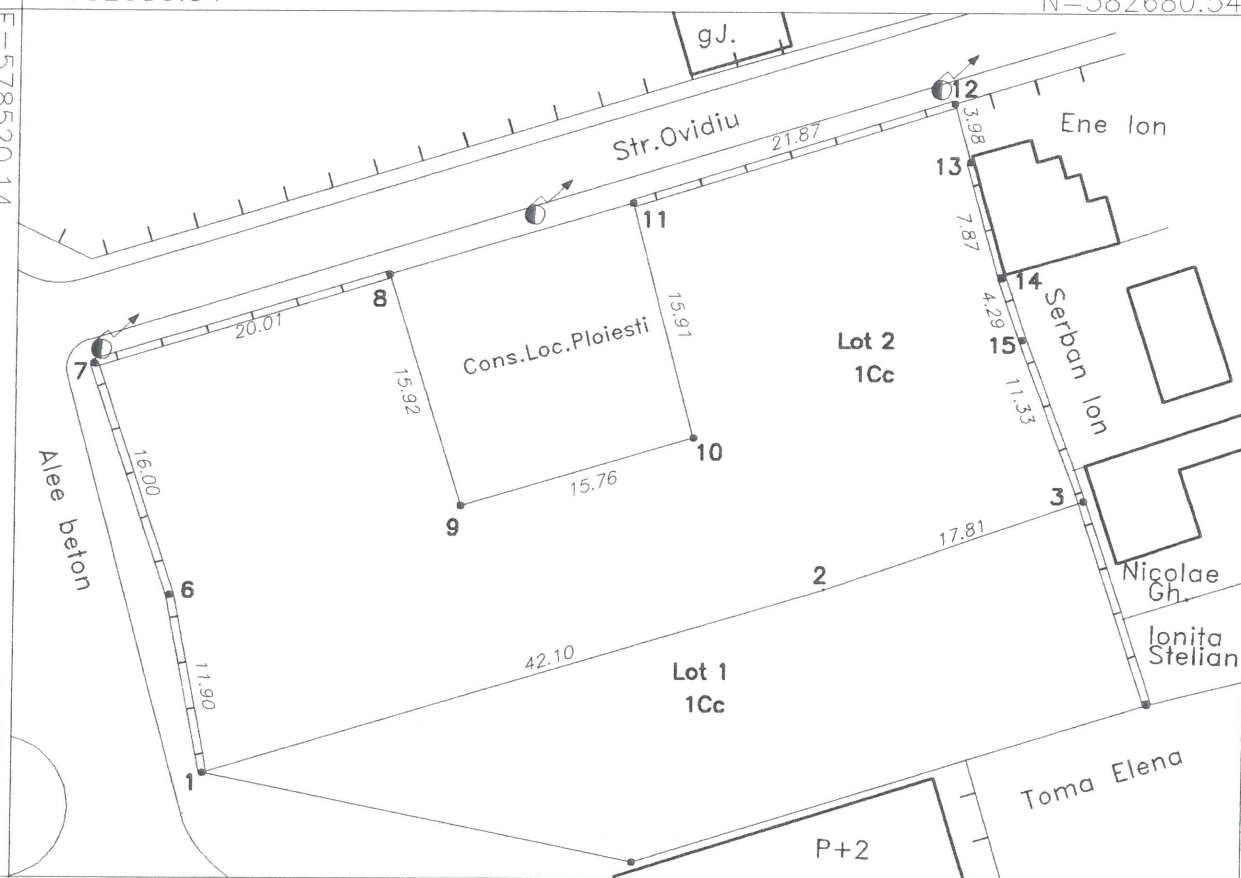 N=382680.54
E=578520.14
gJ.
12
3.98
Ene Ion
Str.Ovidiu
21.87
13
11
7.87
8
14
20.01
15.91
4.29
Serban Ion
Cons.Loc.Ploiesti
Lot 2
1Cc
15
7
15.92
11.33
10
16.00
Alee beton
15.76
3
9
17.81
Nicolae
Gh.
2
6
Ionita
Stelian
42.10
Lot 1
1Cc
11.90
1
Toma Elena
P+2